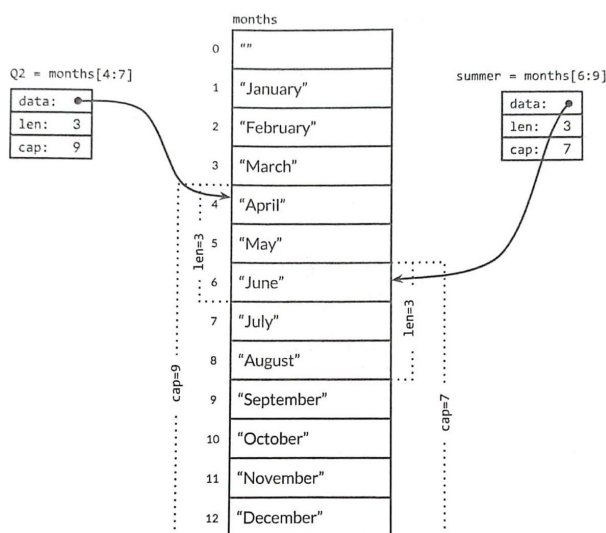 months
0 “”
Q2 = months[4:7]
data:
len: 3
cap: 9
summer = months[6:9]
data:
len: 3
cap: 7
1 “January”
2 “February”
3 “March”
4 “April”
5 “May”
6 “June”
7 “July”
8 “August”
9 “September”
10 “October”
11 “November”
12 “December”
len=3
cap=9
len=3
cap=7